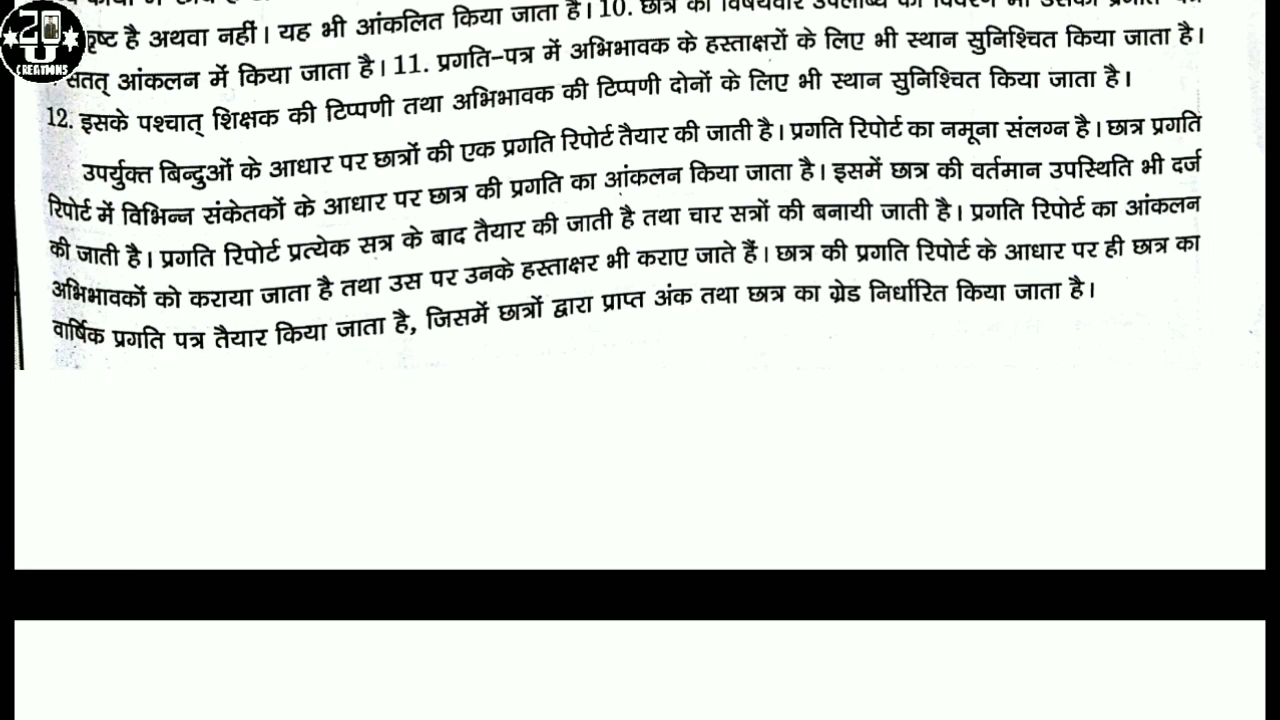 CREATIONS
है अथवा नहीं। यह भी आंकलित किया जाता है। 10. छात्र की विषयवार उपलब्धि का विवरण भी
सतत् आंकलन में किया जाता है। 11. प्रगति-पत्र में अभिभावक के हस्ताक्षरों के लिए भी स्थान सुनिश्चित किया जाता है।
12. इसके पश्चात् शिक्षक की टिप्पणी तथा अभिभावक की टिप्पणी दोनों के लिए भी स्थान सुनिश्चित किया जाता है।
उपर्युक्त बिन्दुओं के आधार पर छात्रों की एक प्रगति रिपोर्ट तैयार की जाती है। प्रगति रिपोर्ट का नमूना संलग्न है। छात्र प्रगति
रिपोर्ट में विभिन्न संकेतकों के आधार पर छात्र की प्रगति का आंकलन किया जाता है। इसमें छात्र की वर्तमान उपस्थिति भी दर्ज
की जाती है। प्रगति रिपोर्ट प्रत्येक सत्र के बाद तैयार की जाती है तथा चार सत्रों की बनायी जाती है। प्रगति रिपोर्ट का आंकलन
अभिभावकों को कराया जाता है तथा उस पर उनके हस्ताक्षर भी कराए जाते हैं। छात्र की प्रगति रिपोर्ट के आधार पर ही छात्र का
वार्षिक प्रगति पत्र तैयार किया जाता है, जिसमें छात्रों द्वारा प्राप्त अंक तथा छात्र का ग्रेड निर्धारित किया जाता है।